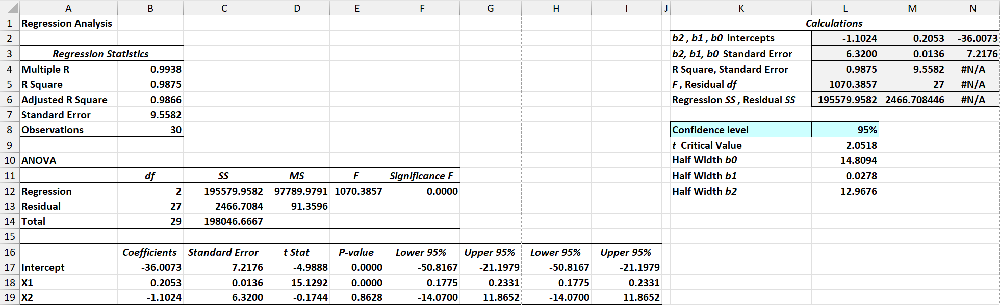 A B C D E F G H I J K L M N
1 Regression Analysis Calculations
2 b2 , b1 , b0 intercepts -1.1024 0.2053 -36.0073
3 Regression Statistics b2, b1, b0 Standard Error 6.3200 0.0136 7.2176
4 Multiple R 0.9938 R Square, Standard Error 0.9875 9.5582 #N/A
5 R Square 0.9875 F , Residual df 1070.3857 27 #N/A
6 Adjusted R Square 0.9866 Regression SS , Residual SS 195579.9582 2466.708446 #N/A
7 Standard Error 9.5582
8 Observations 30 Confidence level 95%
9 t Critical Value 2.0518
10 ANOVA Half Width b0 14.8094
11 df SS MS F Significance F Half Width b1 0.0278
12 Regression 2 195579.9582 97789.9791 1070.3857 0.0000 Half Width b2 12.9676
13 Residual 27 2466.7084 91.3596
14 Total 29 198046.6667
15
16 Coefficients Standard Error t Stat P-value Lower 95% Upper 95% Lower 95% Upper 95%
17 Intercept -36.0073 7.2176 -4.9888 0.0000 -50.8167 -21.1979 -50.8167 -21.1979
18 X1 0.2053 0.0136 15.1292 0.0000 0.1775 0.2331 0.1775 0.2331
19 X2 -1.1024 6.3200 -0.1744 0.8628 -14.0700 11.8652 -14.0700 11.8652